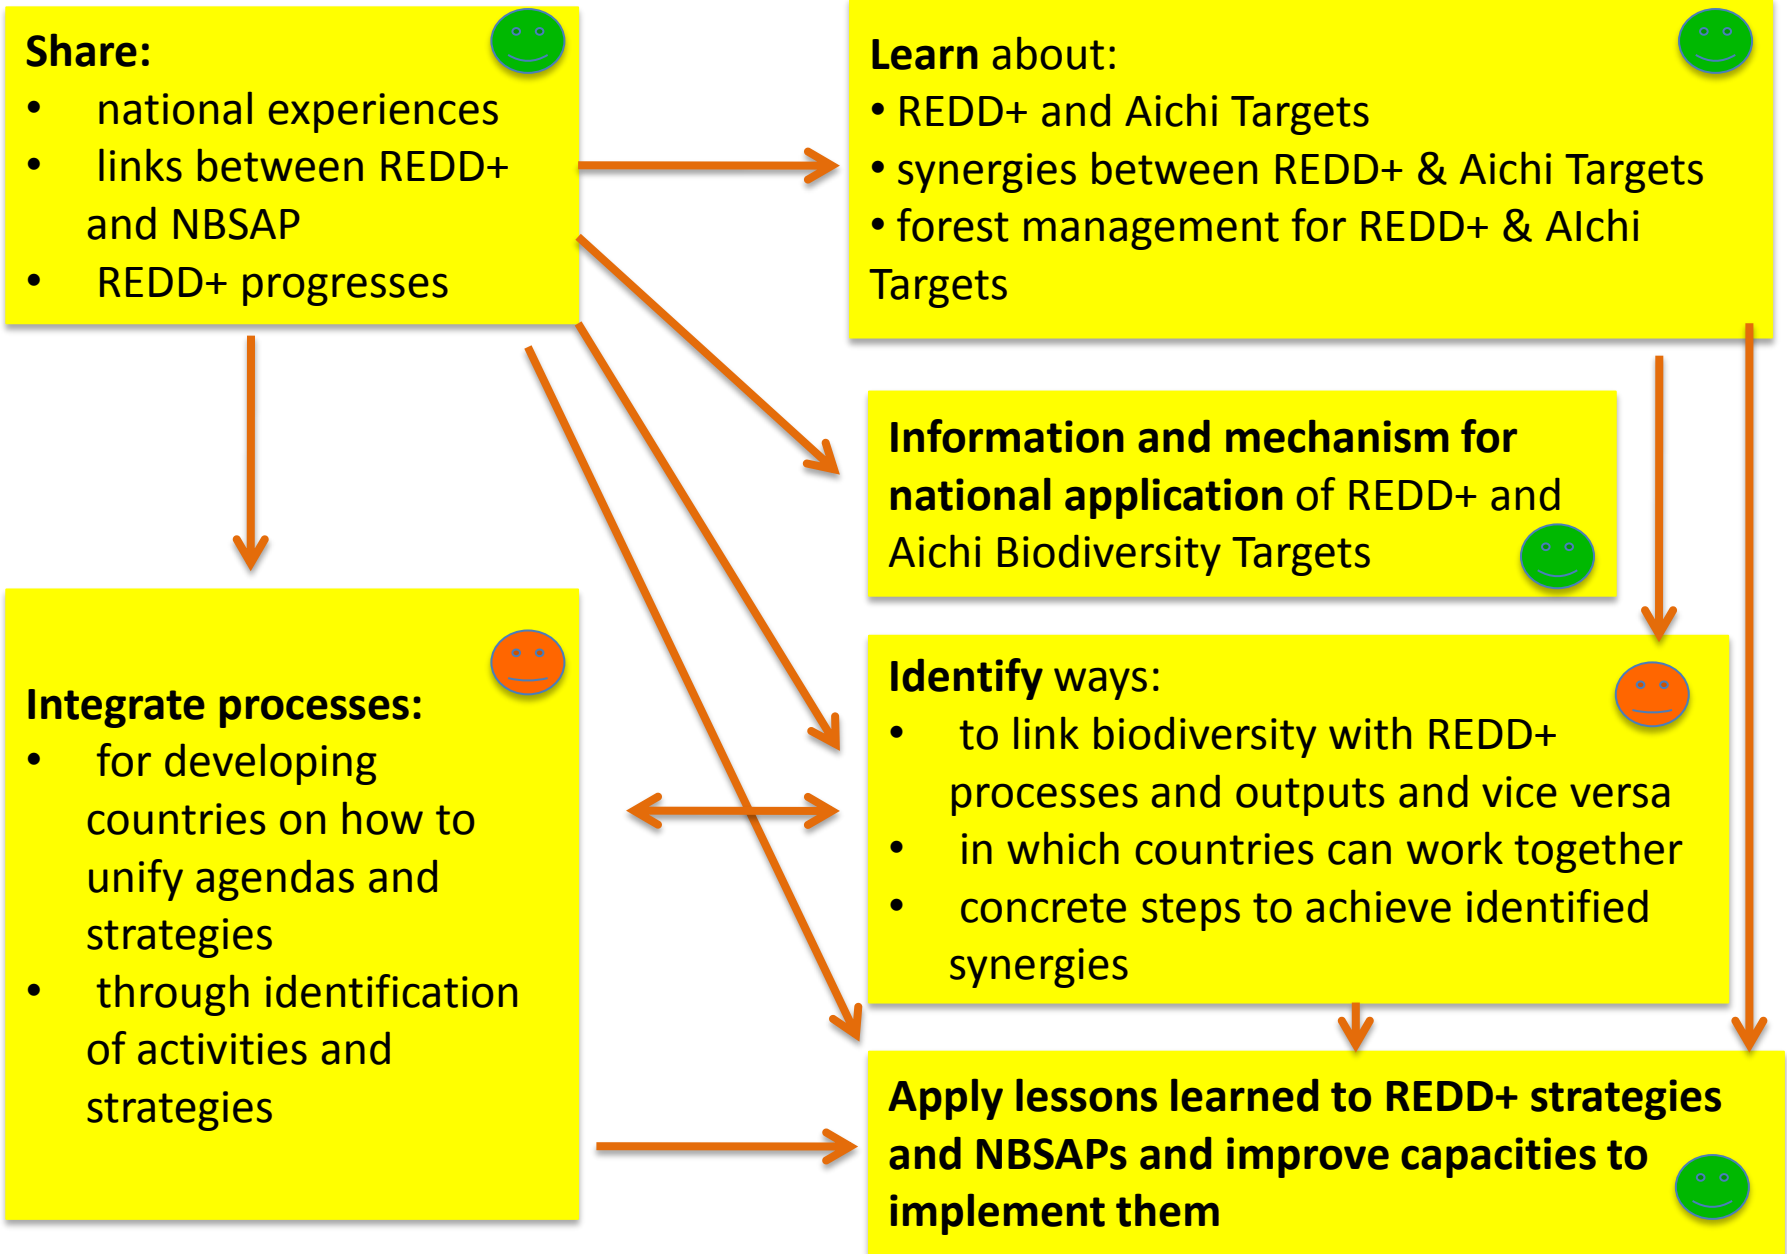 Share:
• national experiences
• links between REDD+
and NBSAP
• REDD+ progresses
Learn about:
• REDD+ and Aichi Targets
• synergies between REDD+ & Aichi Targets
• forest management for REDD+ & AIchi
Targets
Information and mechanism for
national application of REDD+ and
Aichi Biodiversity Targets
Integrate processes:
• for developing
countries on how to
unify agendas and
strategies
• through identification
of activities and
strategies
Identify ways:
• to link biodiversity with REDD+
processes and outputs and vice versa
• in which countries can work together
• concrete steps to achieve identified
synergies
Apply lessons learned to REDD+ strategies
and NBSAPs and improve capacities to
implement them